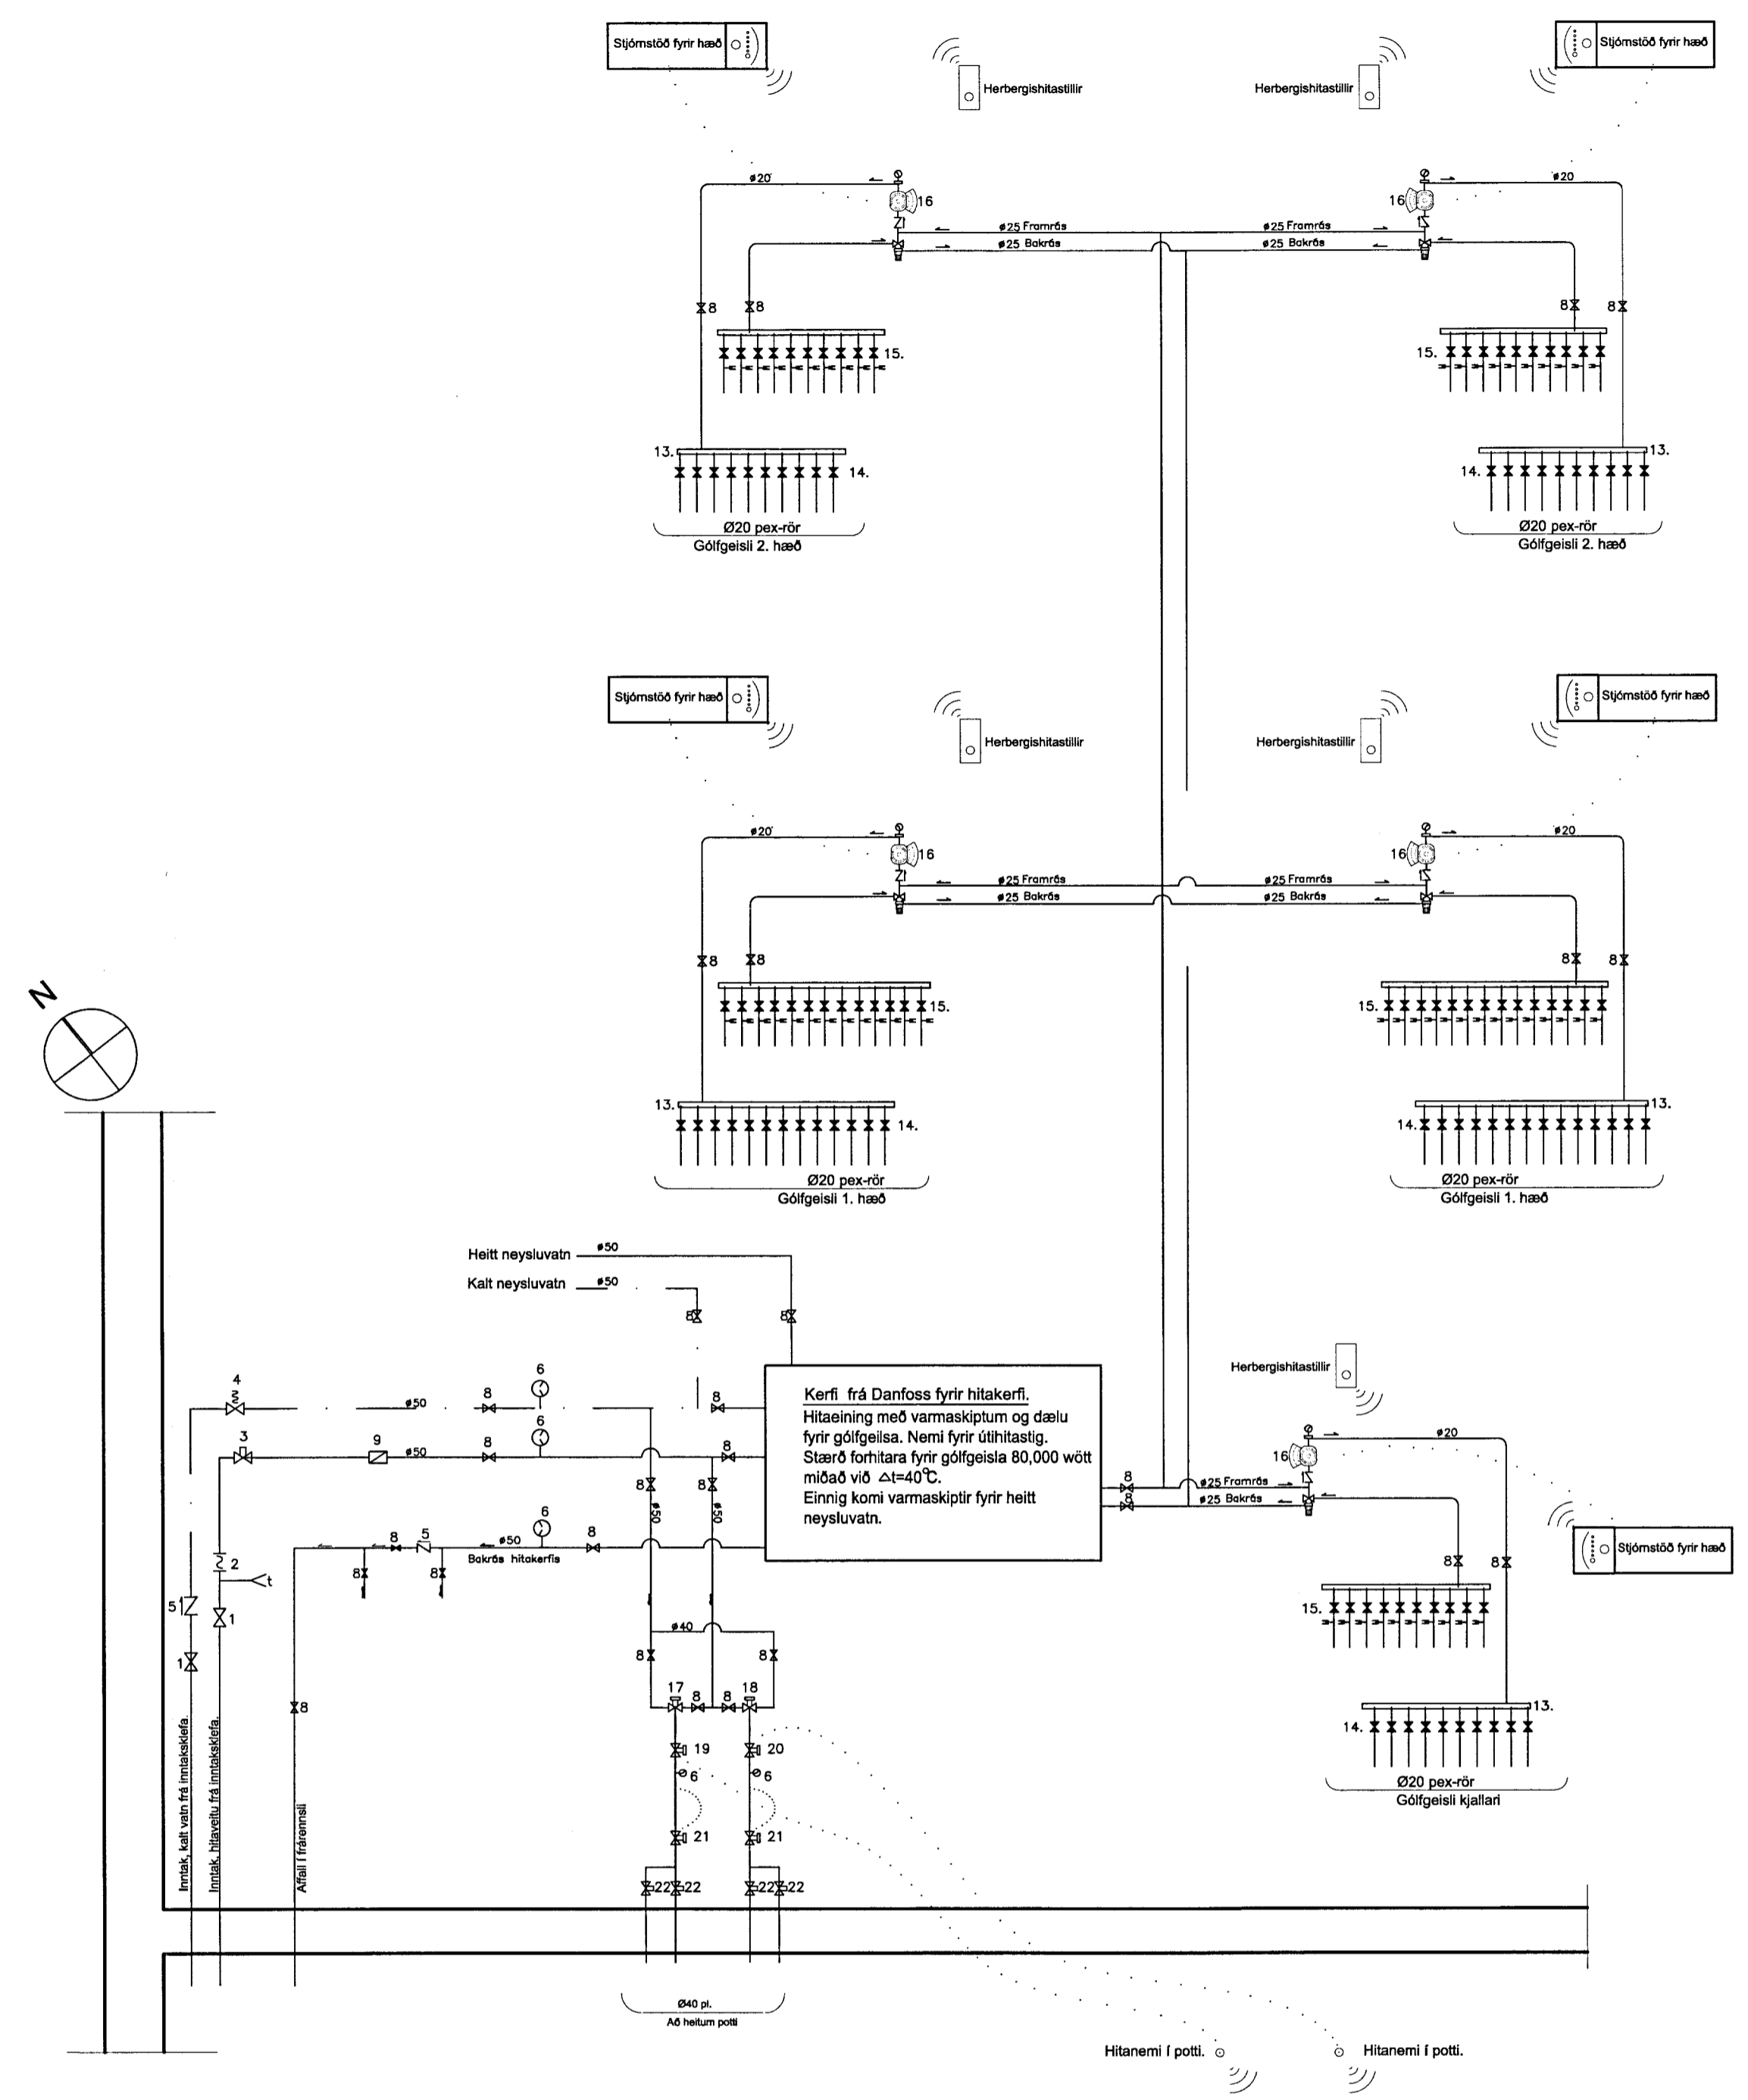 Stjórnstöð fyrir hæð
Stjórnstöð fyrir hæð
Herbergishitastillir
Herbergishitastillir
ø20
ø20
16
16
ø25 Framrás
ø25 Framrás
ø25 Bakrás
ø25 Bakrás
8
8
8
8
15.
15.
13.
14.
13.
14.
Ø20 pex-rör
Gólfgeisli 2. hæð
Ø20 pex-rör
Gólfgeisli 2. hæð
Stjórnstöð fyrir hæð
Stjórnstöð fyrir hæð
Herbergishitastillir
Herbergishitastillir
ø20
ø20
16
16
ø25 Framrás
ø25 Framrás
ø25 Bakrás
ø25 Bakrás
8
8
8
8
15.
15.
N
13.
14.
13.
14.
Ø20 pex-rör
Gólfgeisli 1. hæð
Ø20 pex-rör
Gólfgeisli 1. hæð
Heitt neysluvatn
ø50
Kalt neysluvatn
ø50
8
8
4
ø50
8
6
8
3
9
ø50
8
6
8
8
8
ø50
ø50
Kerfi frá Danfoss fyrir hitakerfi.
Hitaeining með varmaskiptum og dælu
fyrir gólfgeilsa. Nemi fyrir útihitastig.
Stærð forhitara fyrir gólfgeisla 80,000 wött
miðað við Δt=40°C.
Einnig komi varmaskiptir fyrir heitt
neysluvatn.
8
5
ø50
6
8
Bakrás hitakerfis
8
8
2
t
5
1
1
8
Inntak, kalt vatn frá inntaksklefa.
Inntak, hitaveitu frá inntaksklefa.
Affall í frárennsli
ø40
8
8
17
8
8
18
19
20
6
6
21
21
22
22
22
22
Ø40 pl.
Að heitum potti
Hitanemi í potti.
Hitanemi í potti.
Herbergishitastillir
16
ø20
8
8
ø25 Framrás
ø25 Bakrás
Stjórnstöð fyrir hæð
8
8
15.
13.
14.
Ø20 pex-rör
Gólfgeisli kjallari